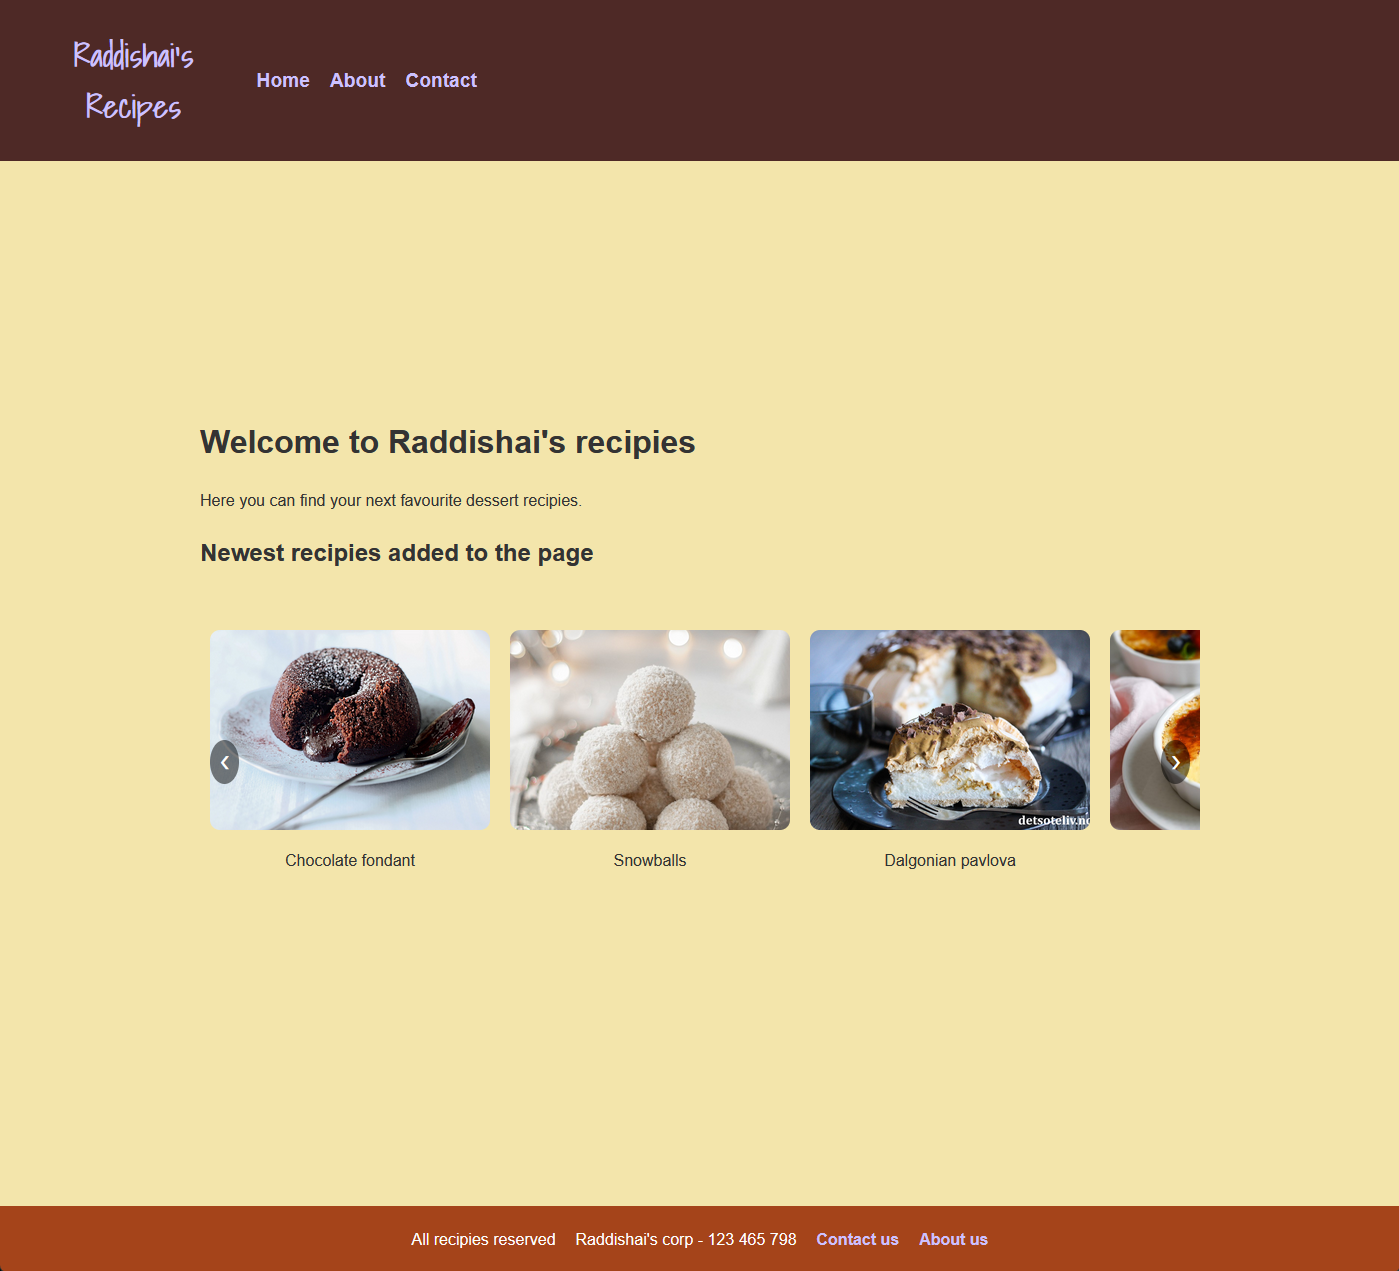 Raddishai's
Recipes
Home About Contact
Welcome to Raddishai's recipies
Here you can find your next favourite dessert recipies.
Newest recipies added to the page
detsoteliv.no
Chocolate fondant
Snowballs
Dalgonian pavlova
All recipies reserved Raddishai's corp - 123 465 798 Contact us About us